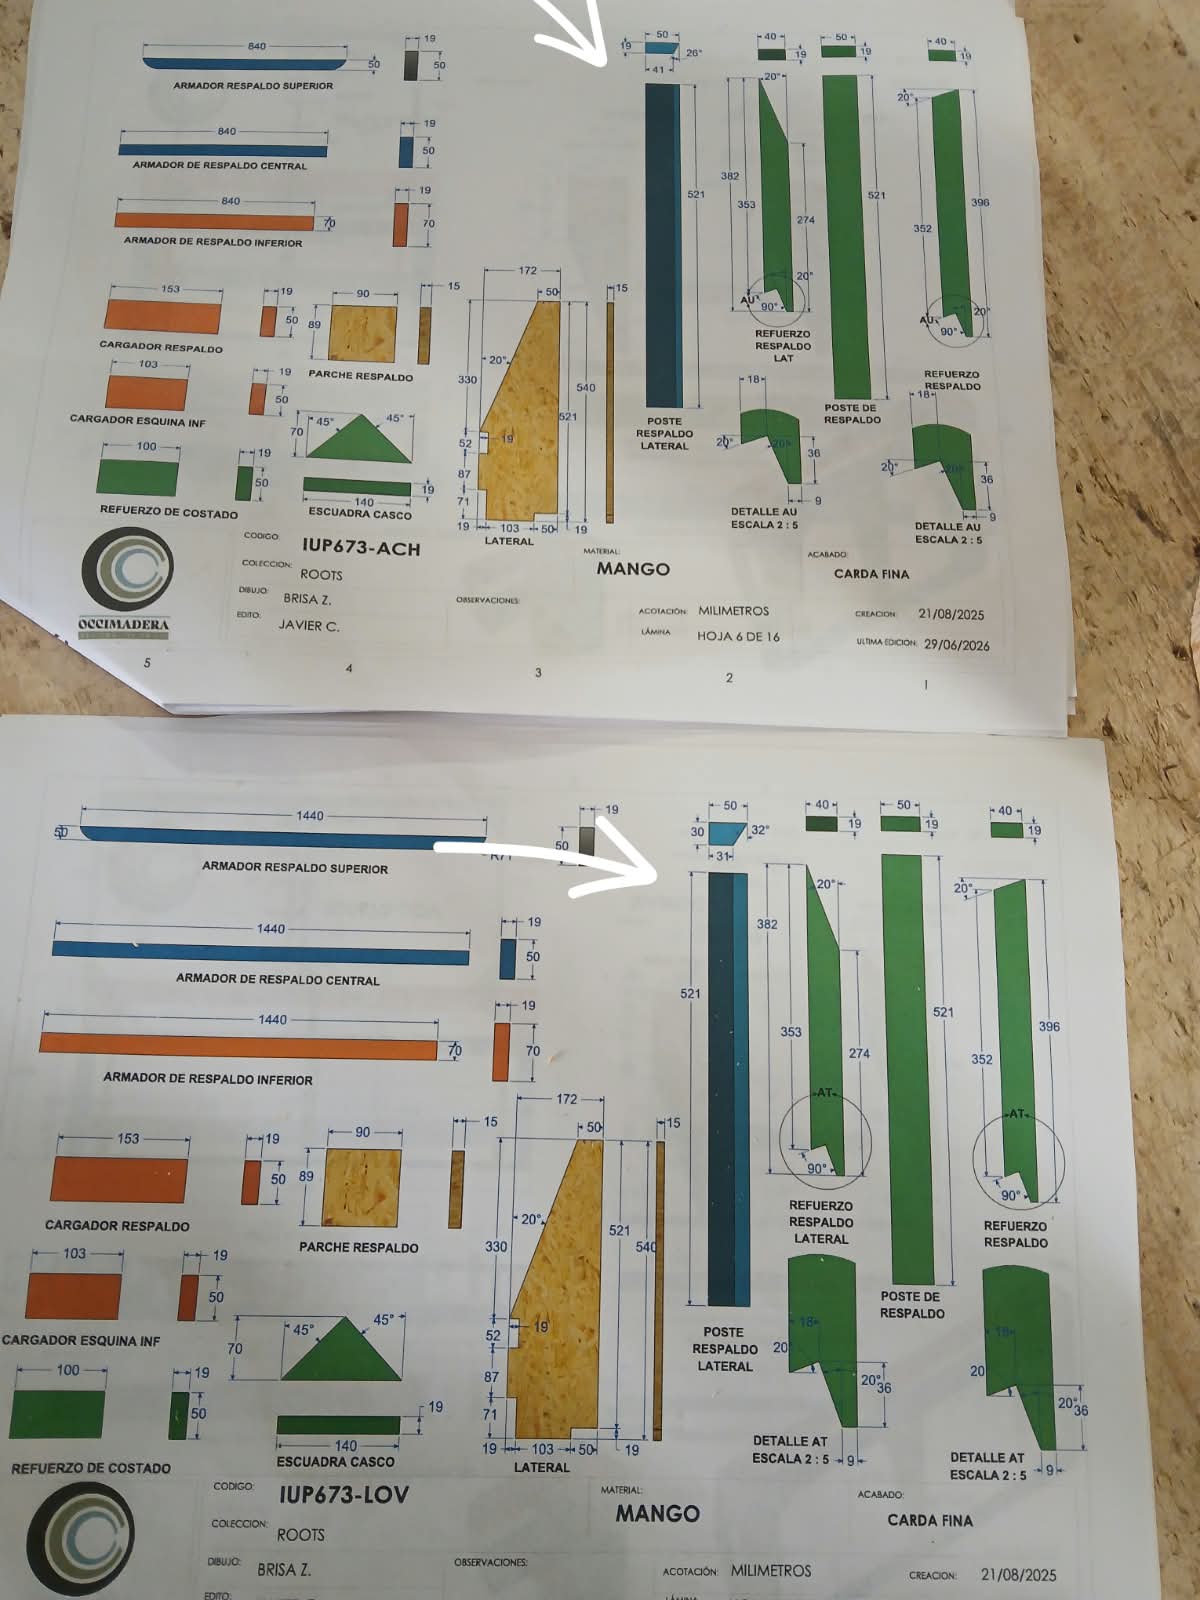 840
50
ARMADOR RESPALDO SUPERIOR
19
50
840
ARMADOR DE RESPALDO CENTRAL
19
50
840
70
ARMADOR DE RESPALDO INFERIOR
19
70
153
CARGADOR RESPALDO
19
50
90
89
PARCHE RESPALDO
15
103
CARGADOR ESQUINA INF
19
50
70
45°
45°
100
REFUERZO DE COSTADO
19
50
19
140
ESCUADRA CASCO
172
50
20°
330
521
540
52
19
87
71
19
103
50
19
LATERAL
15
50
19
26°
41
521
POSTE
RESPALDO
LATERAL
40
19
20°
382
353
274
20°
AU
90°
REFUERZO
RESPALDO
LAT
50
19
521
POSTE DE
RESPALDO
40
19
20°
352
396
AU
20°
90°
REFUERZO
RESPALDO
18
20°
20°
36
9
DETALLE AU
ESCALA 2 : 5
18
20°
20°
36
9
DETALLE AU
ESCALA 2 : 5
OCCIMADERA
CODIGO: IUP673-ACH
COLECCION: ROOTS
DIBUJO: BRISA Z.
EDITO: JAVIER C.
OBSERVACIONES:
MATERIAL: MANGO
ACABADO: CARDA FINA
ACOTACIÓN: MILIMETROS
LÁMINA HOJA 6 DE 16
CREACION: 21/08/2025
ULTIMA EDICIÓN: 29/06/2026
5
4
3
2
1
1440
50
R71
ARMADOR RESPALDO SUPERIOR
19
50
1440
ARMADOR DE RESPALDO CENTRAL
19
50
1440
70
ARMADOR DE RESPALDO INFERIOR
19
70
153
CARGADOR RESPALDO
19
50
90
89
PARCHE RESPALDO
15
103
CARGADOR ESQUINA INF
19
50
70
45°
45°
100
REFUERZO DE COSTADO
19
50
19
140
ESCUADRA CASCO
172
50
20°
330
521
540
52
19
87
71
19
103
50
19
LATERAL
15
50
30
32°
31
521
POSTE
RESPALDO
LATERAL
40
19
20°
382
353
274
AT
90°
REFUERZO
RESPALDO
LATERAL
50
19
521
POSTE DE
RESPALDO
40
19
20°
352
396
AT
90°
REFUERZO
RESPALDO
18
20
20°
36
9
DETALLE AT
ESCALA 2 : 5
18
20
20°
36
9
DETALLE AT
ESCALA 2 : 5
CODIGO: IUP673-LOV
COLECCION: ROOTS
DIBUJO: BRISA Z.
EDITO:
OBSERVACIONES:
MATERIAL: MANGO
ACABADO: CARDA FINA
ACOTACIÓN: MILIMETROS
LÁMINA
CREACION: 21/08/2025